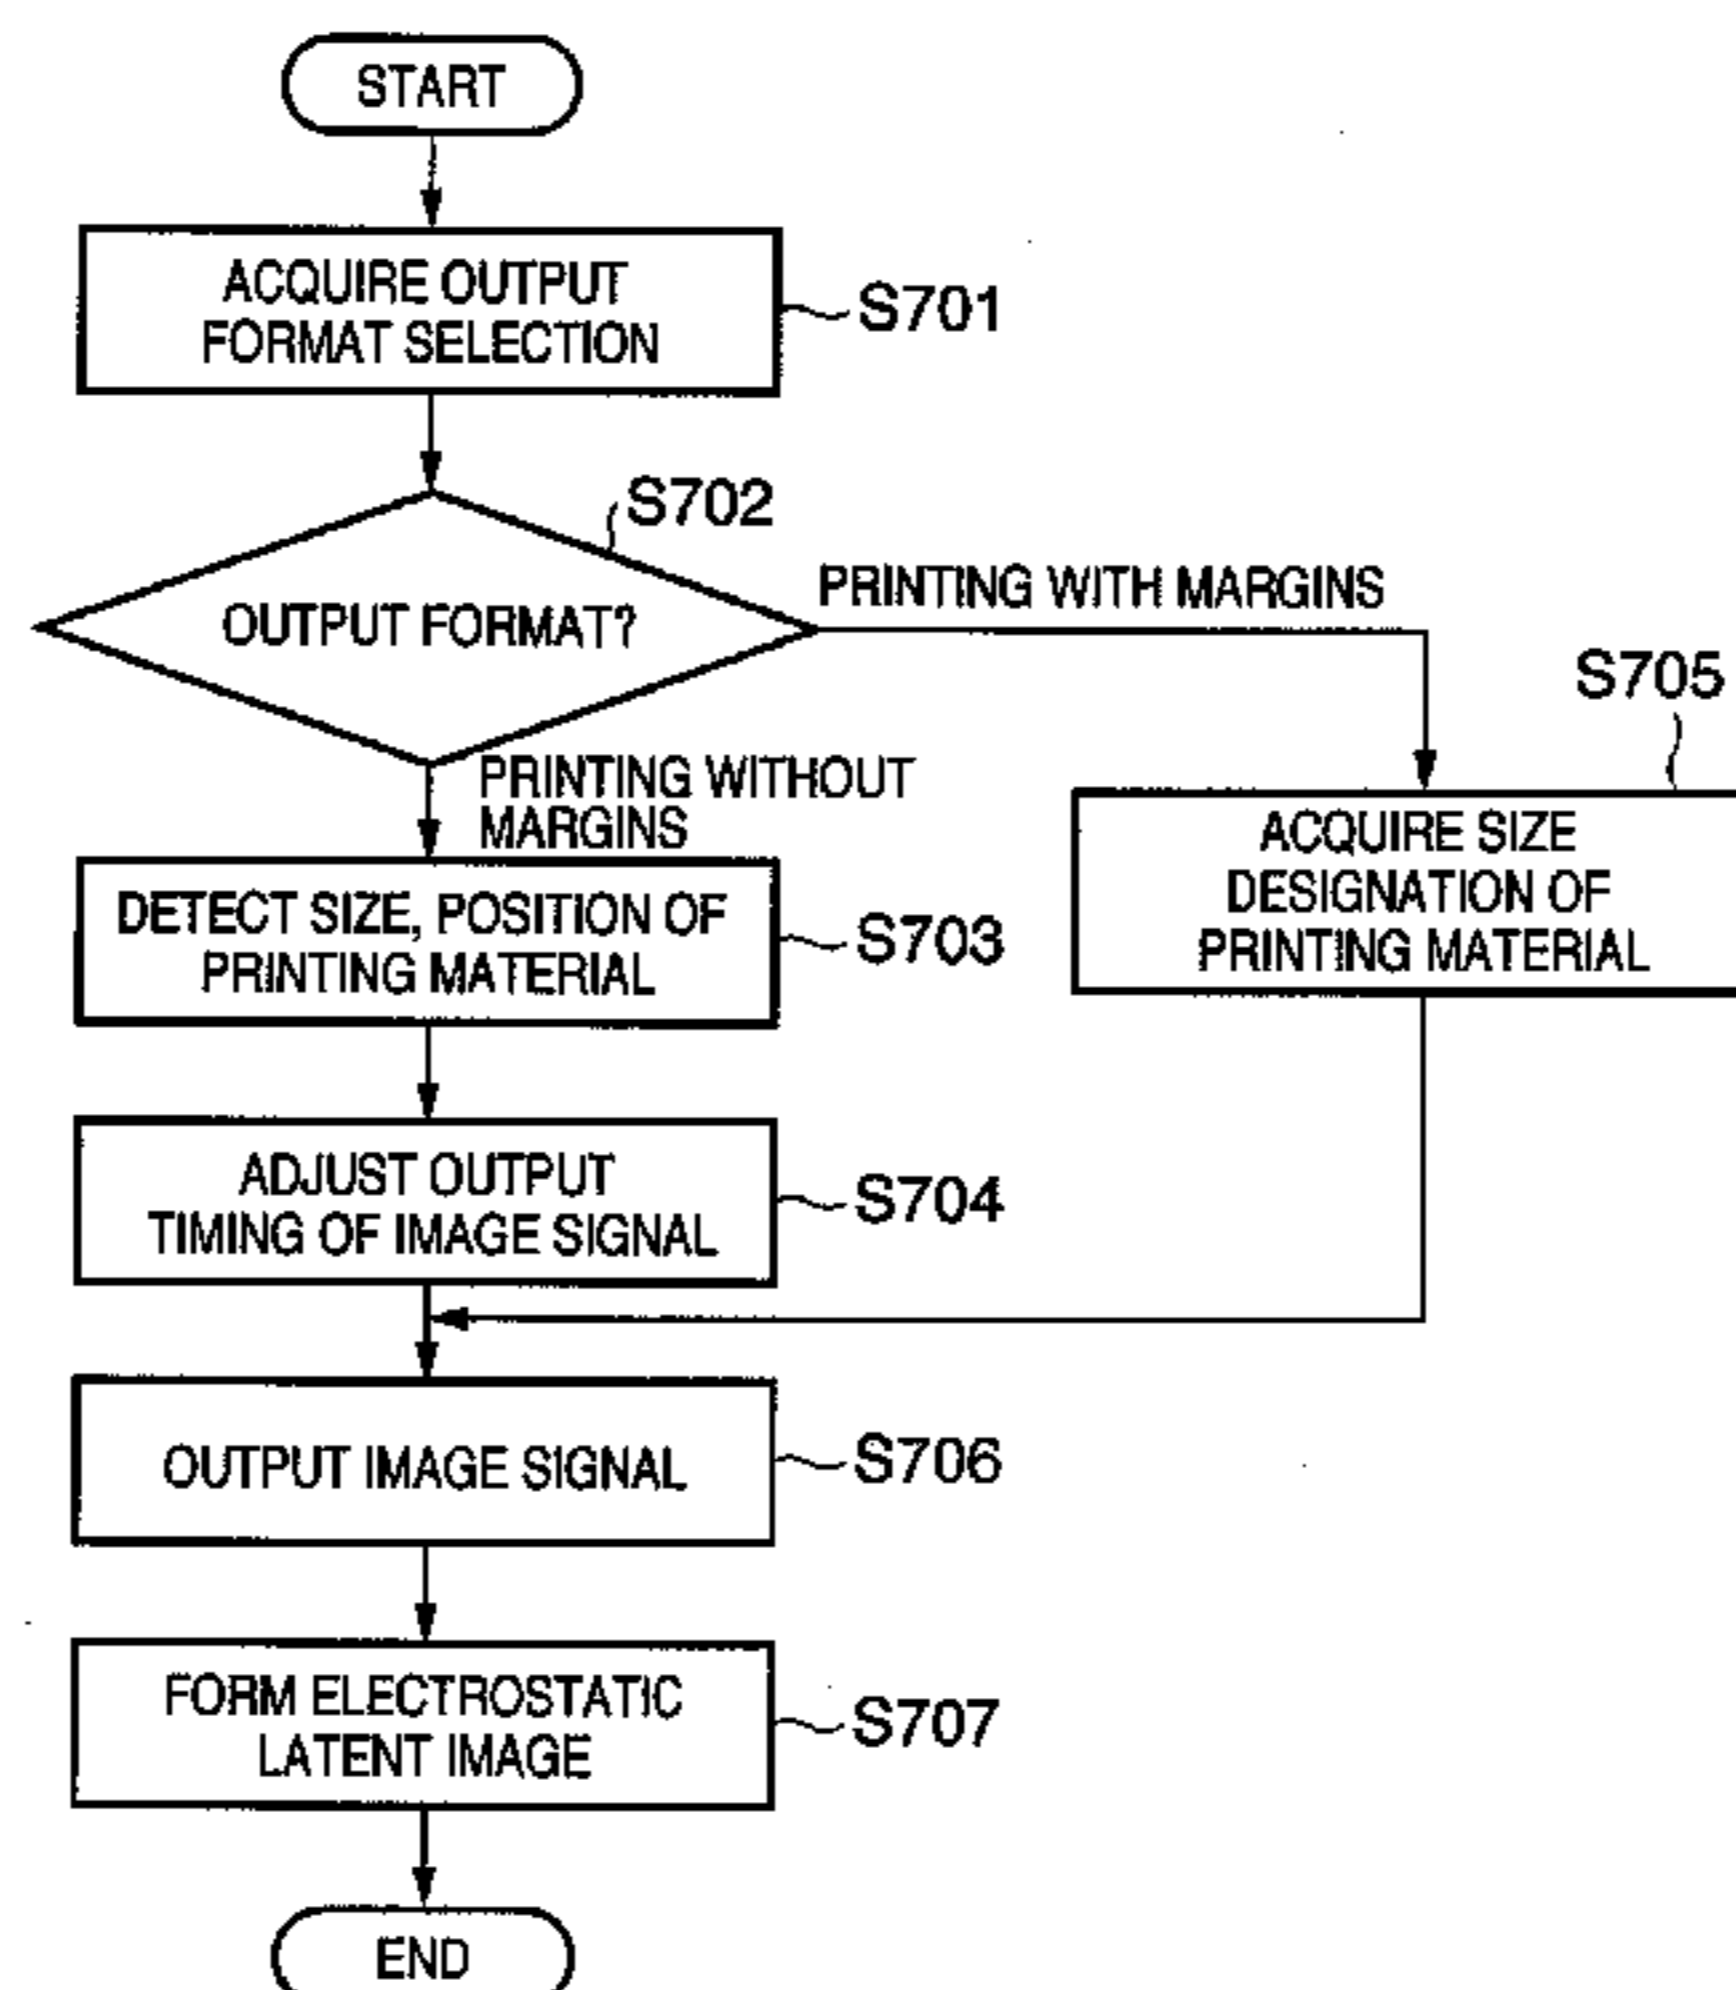 START
ACQUIRE OUTPUT
FORMAT SELECTION
S701
S702
OUTPUT FORMAT?
PRINTING WITH MARGINS
PRINTING WITHOUT
MARGINS
S705
ACQUIRE SIZE
DESIGNATION OF
PRINTING MATERIAL
DETECT SIZE, POSITION OF
PRINTING MATERIAL
S703
ADJUST OUTPUT
TIMING OF IMAGE SIGNAL
S704
OUTPUT IMAGE SIGNAL
S706
FORM ELECTROSTATIC
LATENT IMAGE
S707
END